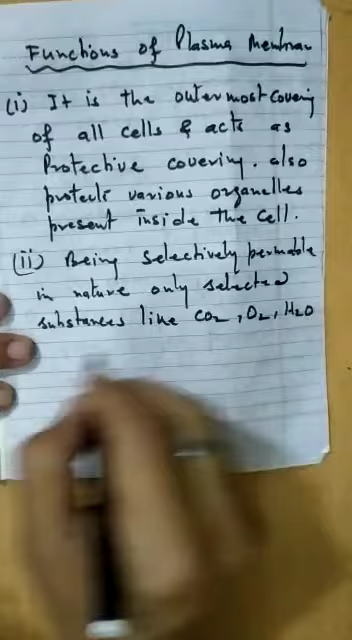 Functions of Plasma Membran
(i) It is the outermost covering
of all cells & acts as
Protective covering. also
protects various organelles
present inside the cell.
(ii) Being selectively permable
in nature only selected
substances like CO2, O2, H2O